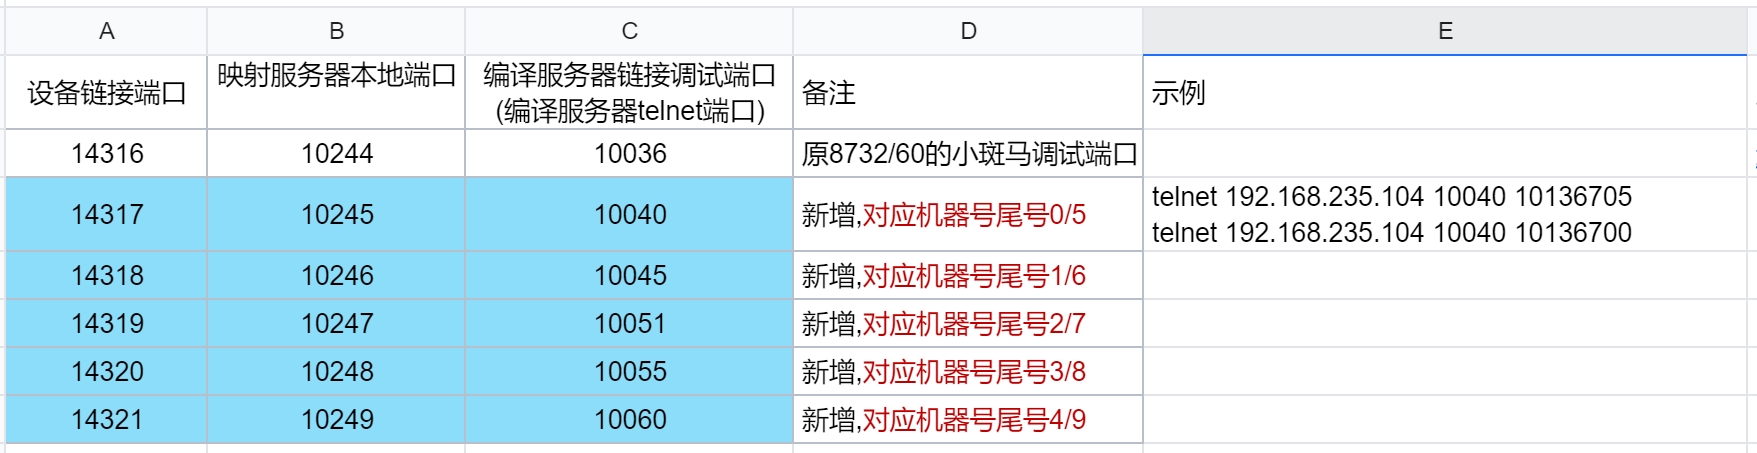 A B C D E
设备链接端口 映射服务器本地端口 编译服务器链接调试端口 备注 示例
(编译服务器telnet端口)
14316 10244 10036 原8732/60的小斑马调试端口
14317 10245 10040 新增,对应机器号尾号0/5 telnet 192.168.235.104 10040 10136705
telnet 192.168.235.104 10040 10136700
14318 10246 10045 新增,对应机器号尾号1/6
14319 10247 10051 新增,对应机器号尾号2/7
14320 10248 10055 新增,对应机器号尾号3/8
14321 10249 10060 新增,对应机器号尾号4/9